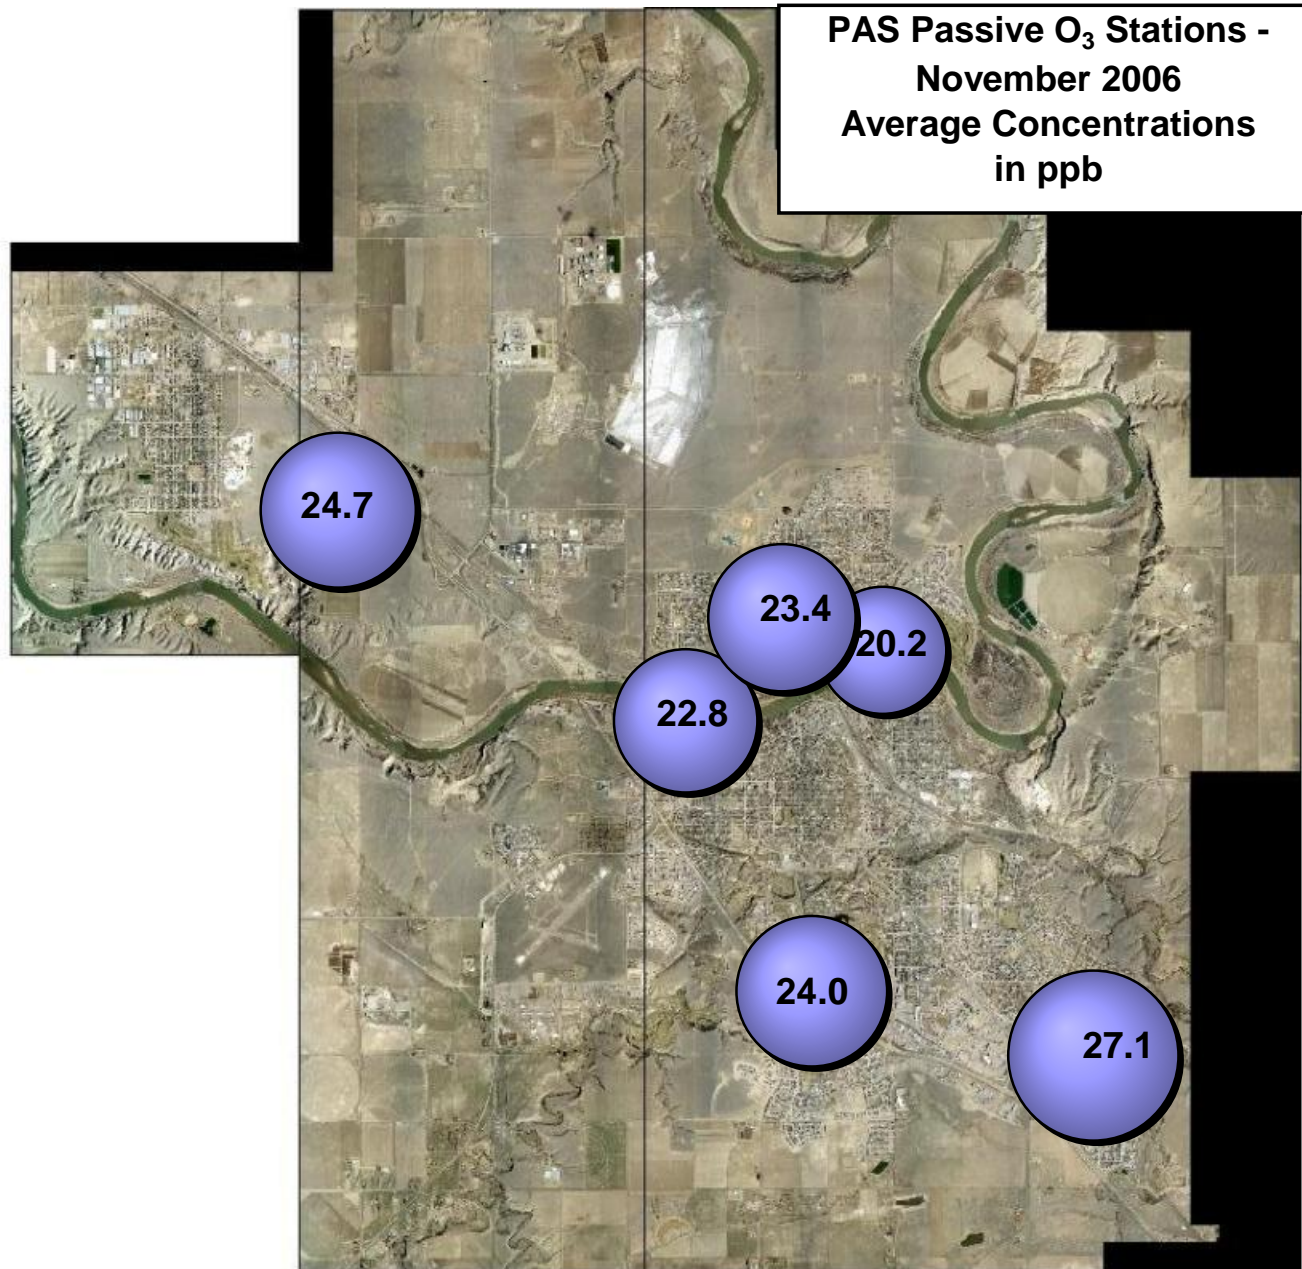 PAS Passive O₃ Stations -
November 2006
Average Concentrations
in ppb
24.7
23.4
20.2
22.8
24.0
27.1